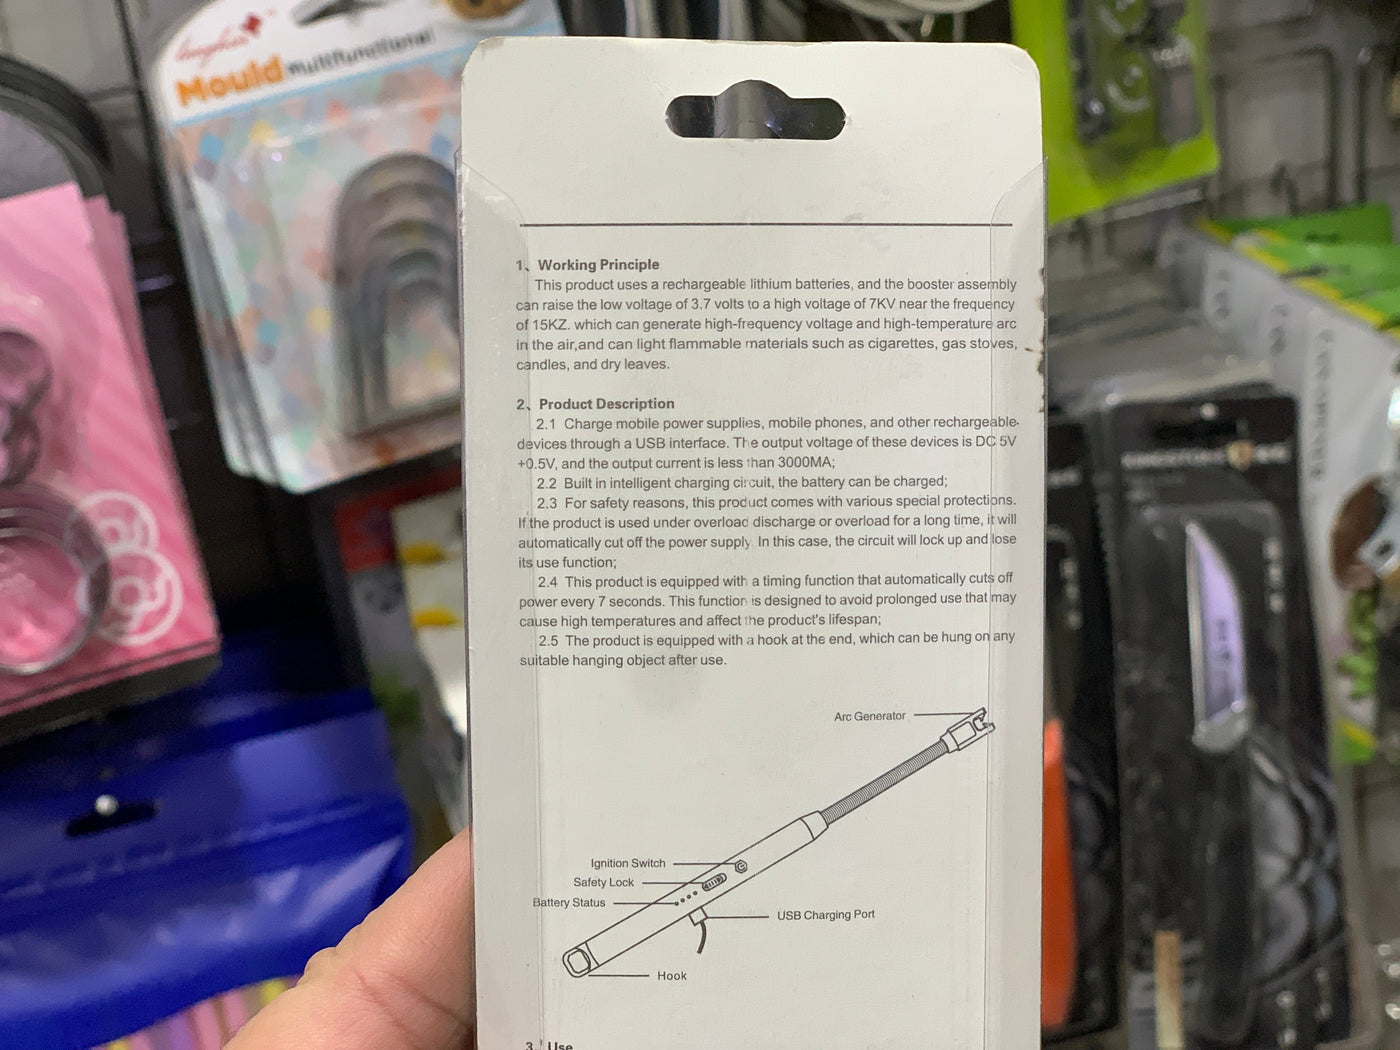 Mould multifunctional
1、Working Principle
This product uses a rechargeable lithium batteries, and the booster assembly
can raise the low voltage of 3.7 volts to a high voltage of 7KV near the frequency
of 15KZ. which can generate high-frequency voltage and high-temperature arc
in the air,and can light flammable materials such as cigarettes, gas stoves,
candles, and dry leaves.
2、Product Description
2.1 Charge mobile power supplies, mobile phones, and other rechargeable
devices through a USB interface. The output voltage of these devices is DC 5V
+0.5V, and the output current is less than 3000MA;
2.2 Built in intelligent charging circuit, the battery can be charged;
2.3 For safety reasons, this product comes with various special protections.
If the product is used under overload discharge or overload for a long time, it will
automatically cut off the power supply. In this case, the circuit will lock up and lose
its use function;
2.4 This product is equipped with a timing function that automatically cuts off
power every 7 seconds. This function is designed to avoid prolonged use that may
cause high temperatures and affect the product's lifespan;
2.5 The product is equipped with a hook at the end, which can be hung on any
suitable hanging object after use.
Arc Generator
Ignition Switch
Safety Lock
Battery Status
USB Charging Port
Hook
3、Use